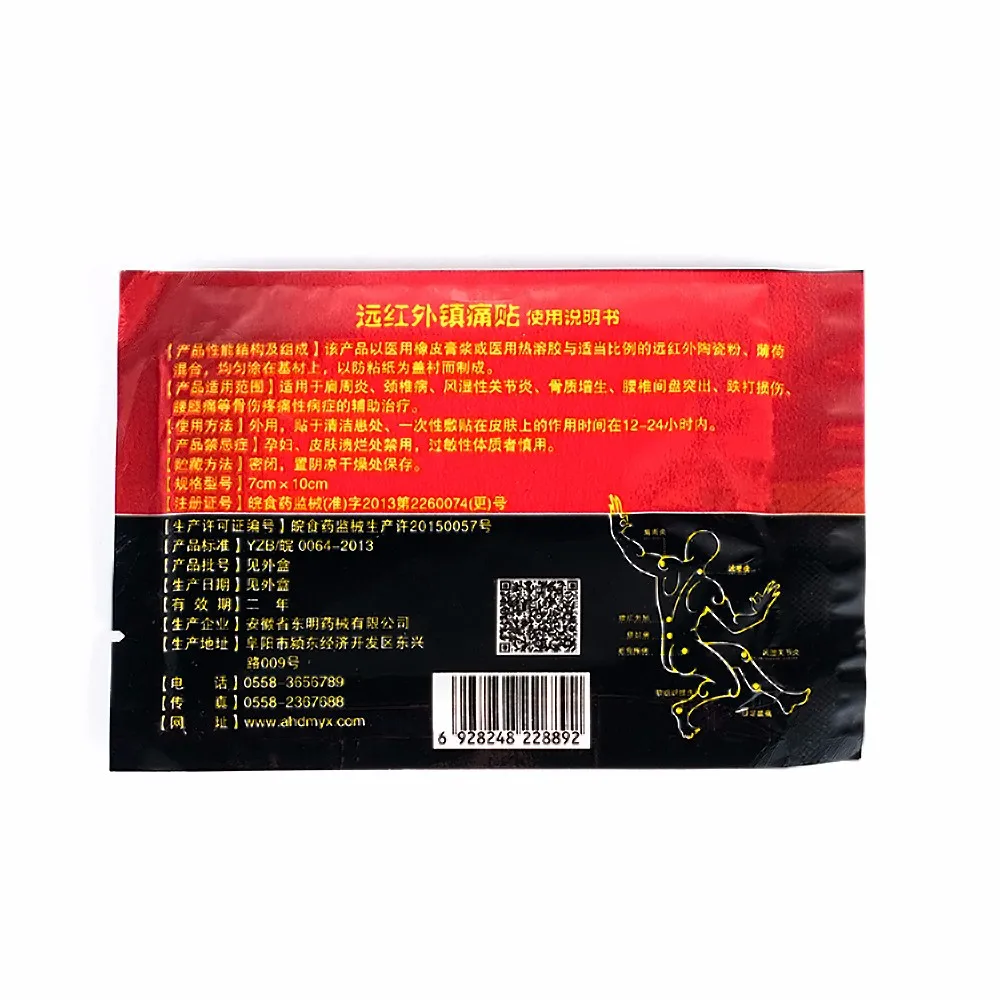 远红外镇痛贴 使用说明书
【产品性能结构及组成】该产品以医用橡皮膏浆或医用热溶胶与适当比例的远红外陶瓷粉、薄荷
混合，均匀涂在基材上，以防粘纸为盖衬而制成。
【产品适用范围】适用于肩周炎、颈椎病、风湿性关节炎、骨质增生、腰椎间盘突出、跌打损伤、
腰腿痛等骨伤疼痛性病症的辅助治疗。
【使用方法】外用，贴于清洁患处、一次性敷贴在皮肤上的作用时间在12-24小时内。
【产品禁忌症】孕妇、皮肤溃烂处禁用，过敏性体质者慎用。
【贮藏方法】密闭，置阴凉干燥处保存。
【规格型号】7cm×10cm
【注册证号】皖食药监械(准)字2013第2260074(更)号
【生产许可证编号】皖食药监械生产许20150057号
【产品标准】YZB/皖 0064-2013
【产品批号】见外盒
【生产日期】见外盒
【有 效 期】二 年
【生产企业】安徽省东明药械有限公司
【生产地址】阜阳市颍东经济开发区东兴
路009号
【电 话】0558-3656789
【传 真】0558-2367688
【网 址】www.ahdmyx.com
6 928248 228892
肩周炎
风湿关节炎